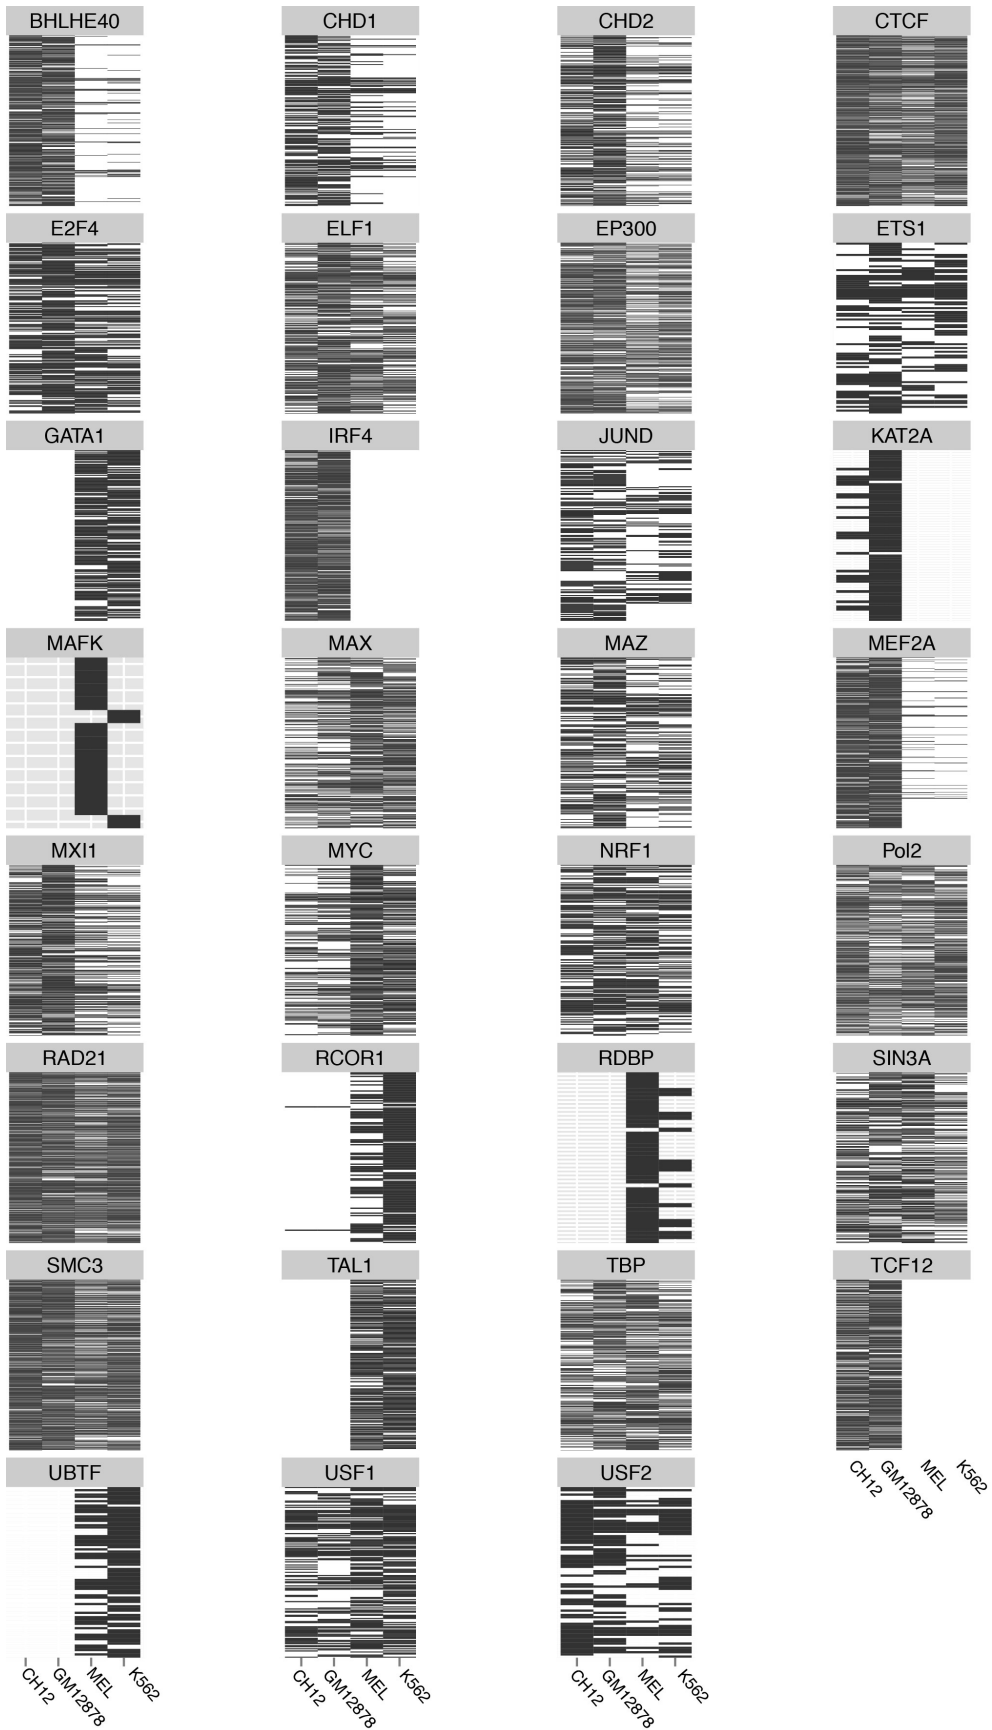 BHLHE40 CHD1 CHD2 CTCF
E2F4 ELF1 EP300 ETS1
GATA1 IRF4 JUND KAT2A
MAFK MAX MAZ MEF2A
MXI1 MYC NRF1 Pol2
RAD21 RCOR1 RDBP SIN3A
SMC3 TAL1 TBP TCF12
CH12 GM12878 MEL K562
UBTF USF1 USF2
CH12 GM12878 MEL K562 CH12 GM12878 MEL K562 CH12 GM12878 MEL K562